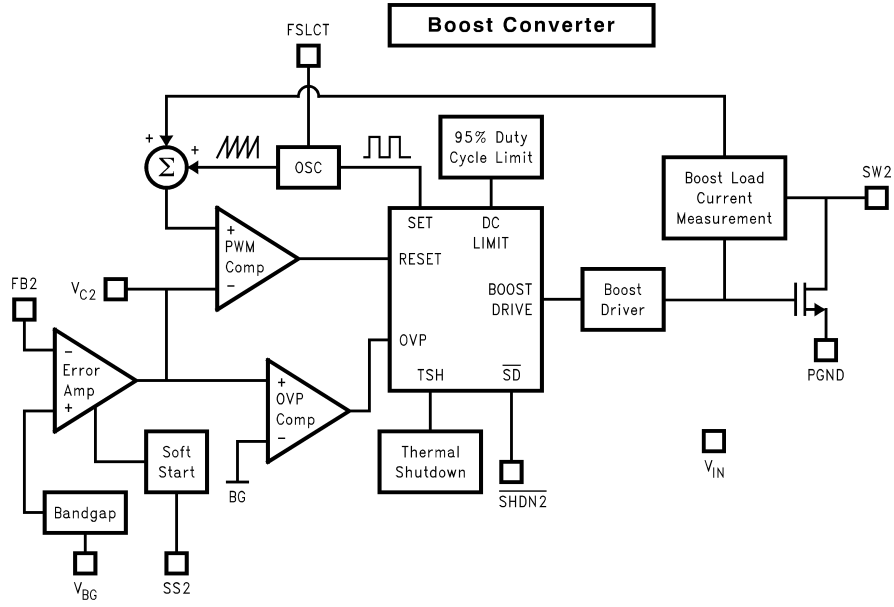 Boost Converter
FSLCT
+
+
Σ
OSC
95% Duty
Cycle Limit
Boost Load
Current
Measurement
SW2
SET
DC
LIMIT
+
PWM
Comp
−
RESET
FB2
VC2
BOOST
DRIVE
Boost
Driver
−
Error
Amp
+
OVP
+
OVP
Comp
−
TSH
SD
PGND
Soft
Start
Thermal
Shutdown
BG
SHDN2
VIN
Bandgap
VBG
SS2